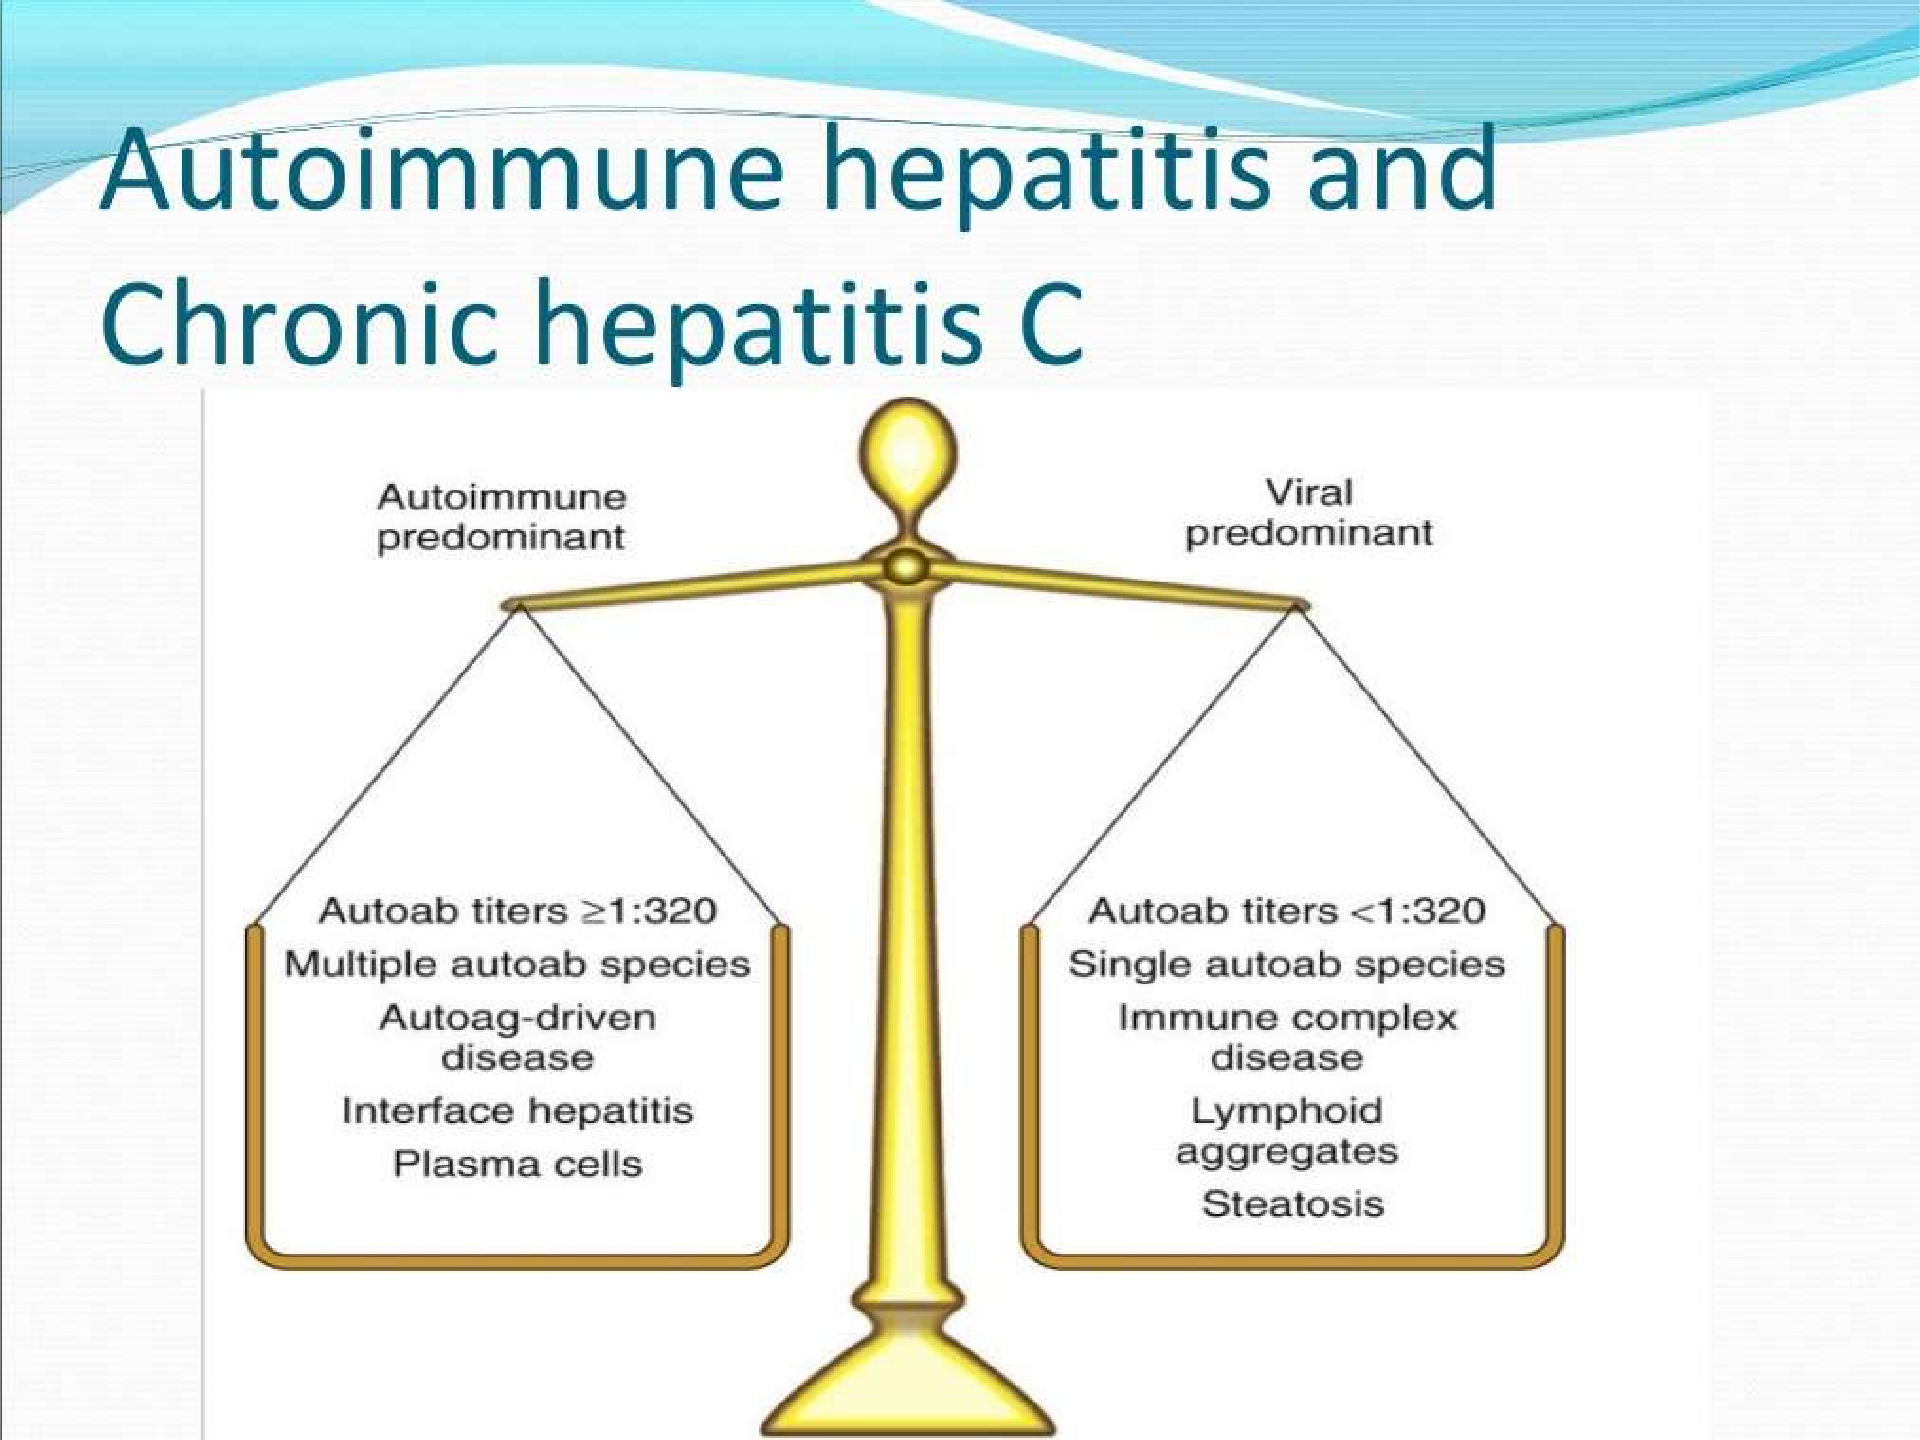 Autoimmune hepatitis and
Chronic hepatitis C
Autoimmune
predominant
Viral
predominant
Autoab titers ≥1:320
Multiple autoab species
Autoag-driven
disease
Interface hepatitis
Plasma cells
Autoab titers <1:320
Single autoab species
Immune complex
disease
Lymphoid
aggregates
Steatosis